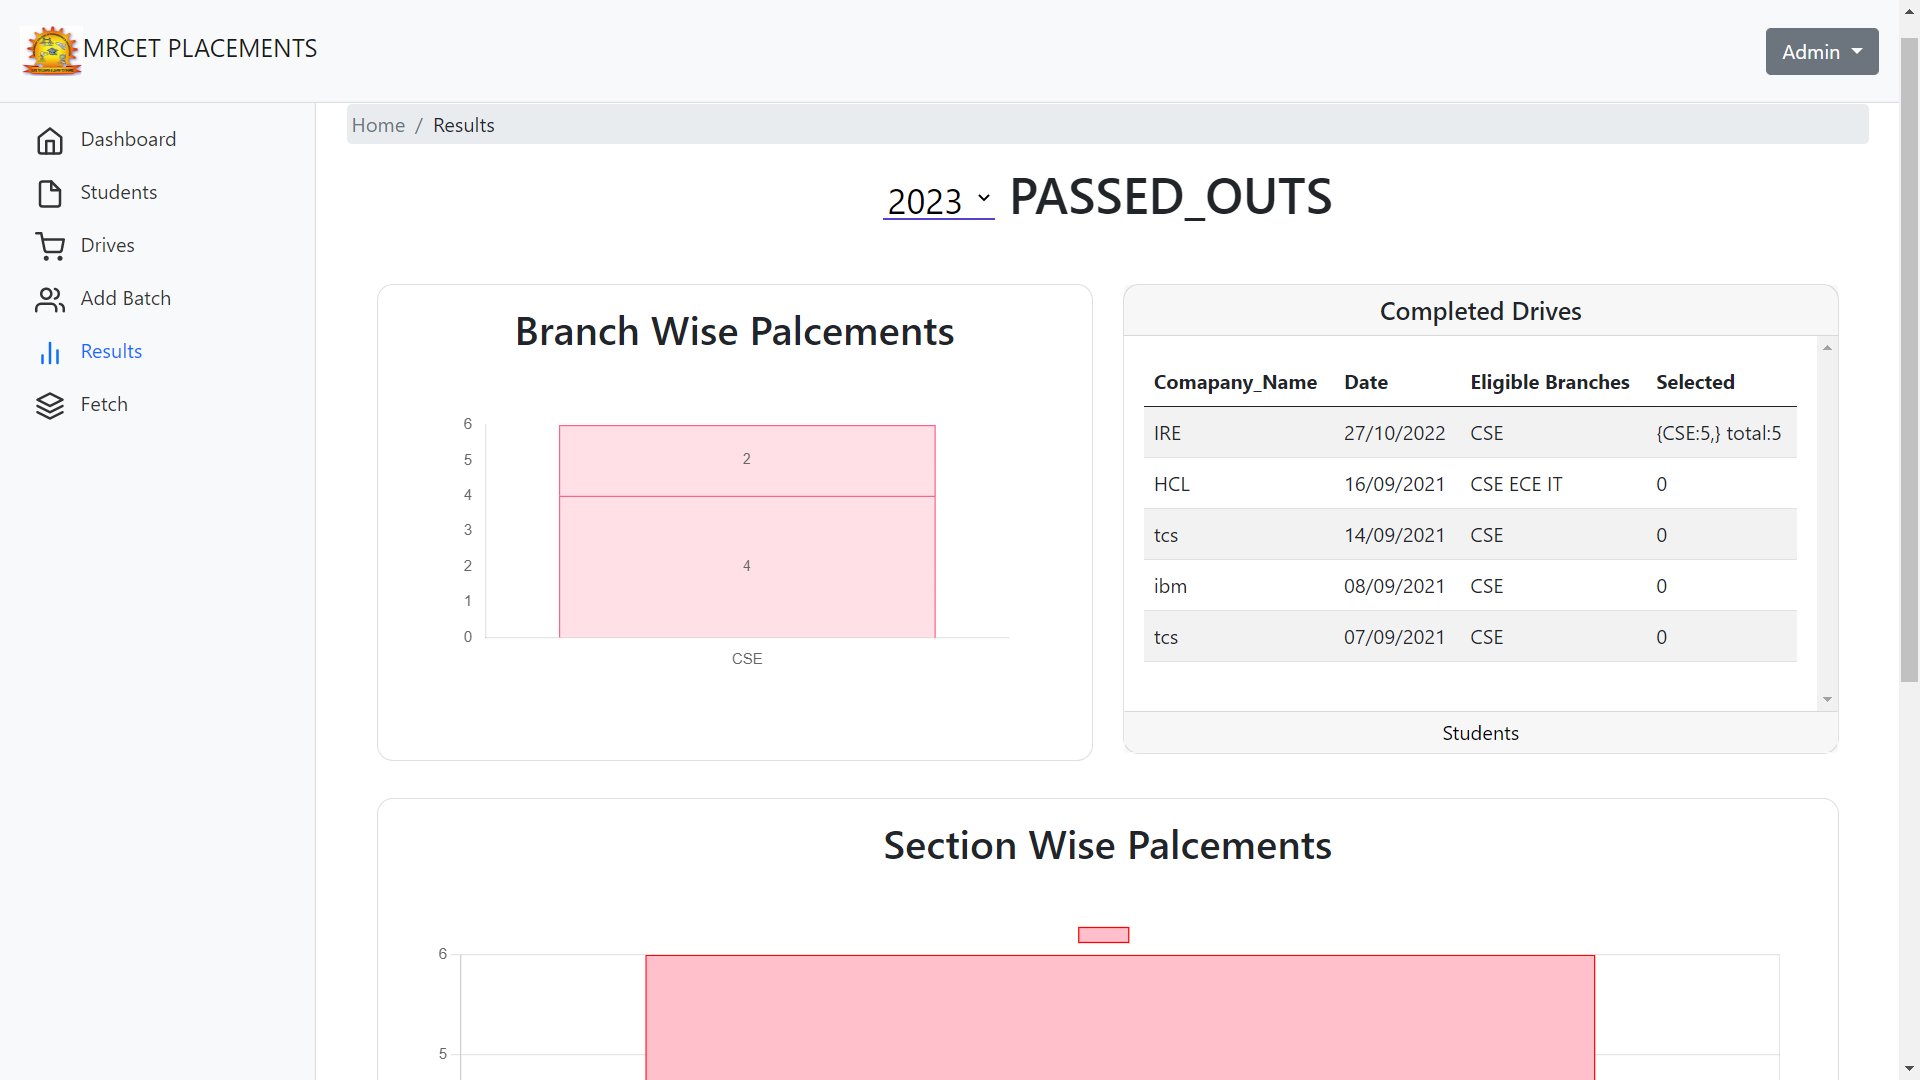 MRCET PLACEMENTS
Admin
Dashboard
Students
Drives
Add Batch
Results
Fetch
Home / Results
2023 PASSED_OUTS
Branch Wise Palcements
6
5
4
3
2
1
0
2
4
CSE
Completed Drives
Comapany_Name Date Eligible Branches Selected
IRE 27/10/2022 CSE {CSE:5,} total:5
HCL 16/09/2021 CSE ECE IT 0
tcs 14/09/2021 CSE 0
ibm 08/09/2021 CSE 0
tcs 07/09/2021 CSE 0
Students
Section Wise Palcements
6
5